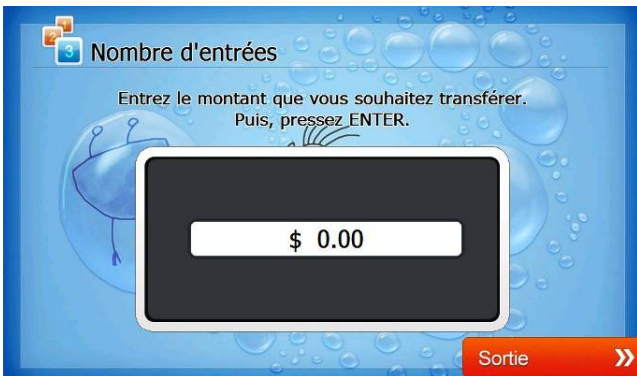 Nombre d'entrées
Entrez le montant que vous souhaitez transférer.
Puis, pressez ENTER.
$ 0.00
Sortie